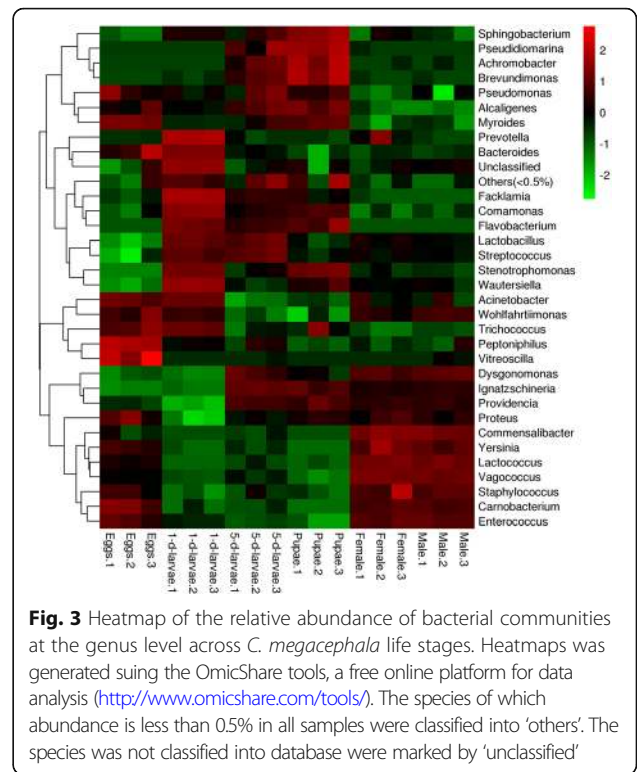 Sphingobacterium
Pseudidiomarina
Achromobacter
Brevundimonas
Pseudomonas
Alcaligenes
Myroides
Prevotella
Bacteroides
Unclassified
Others(<0.5%)
Facklamia
Comamonas
Flavobacterium
Lactobacillus
Streptococcus
Stenotrophomonas
Wautersiella
Acinetobacter
Wohlfahrtiimonas
Trichococcus
Peptoniphilus
Vitreoscilla
Dysgonomonas
Ignatzschineria
Providencia
Proteus
Commensalibacter
Yersinia
Lactococcus
Vagococcus
Staphylococcus
Carnobacterium
Enterococcus
2
1
0
-1
-2
Eggs.1
Eggs.2
Eggs.3
1-d-larvae.1
1-d-larvae.2
1-d-larvae.3
5-d-larvae.1
5-d-larvae.2
5-d-larvae.3
Pupae.1
Pupae.2
Pupae.3
Female.1
Female.2
Female.3
Male.1
Male.2
Male.3
Fig. 3 Heatmap of the relative abundance of bacterial communities
at the genus level across C. megacephala life stages. Heatmaps was
generated suing the OmicShare tools, a free online platform for data
analysis (http://www.omicshare.com/tools/). The species of which
abundance is less than 0.5% in all samples were classified into 'others'. The
species was not classified into database were marked by 'unclassified'